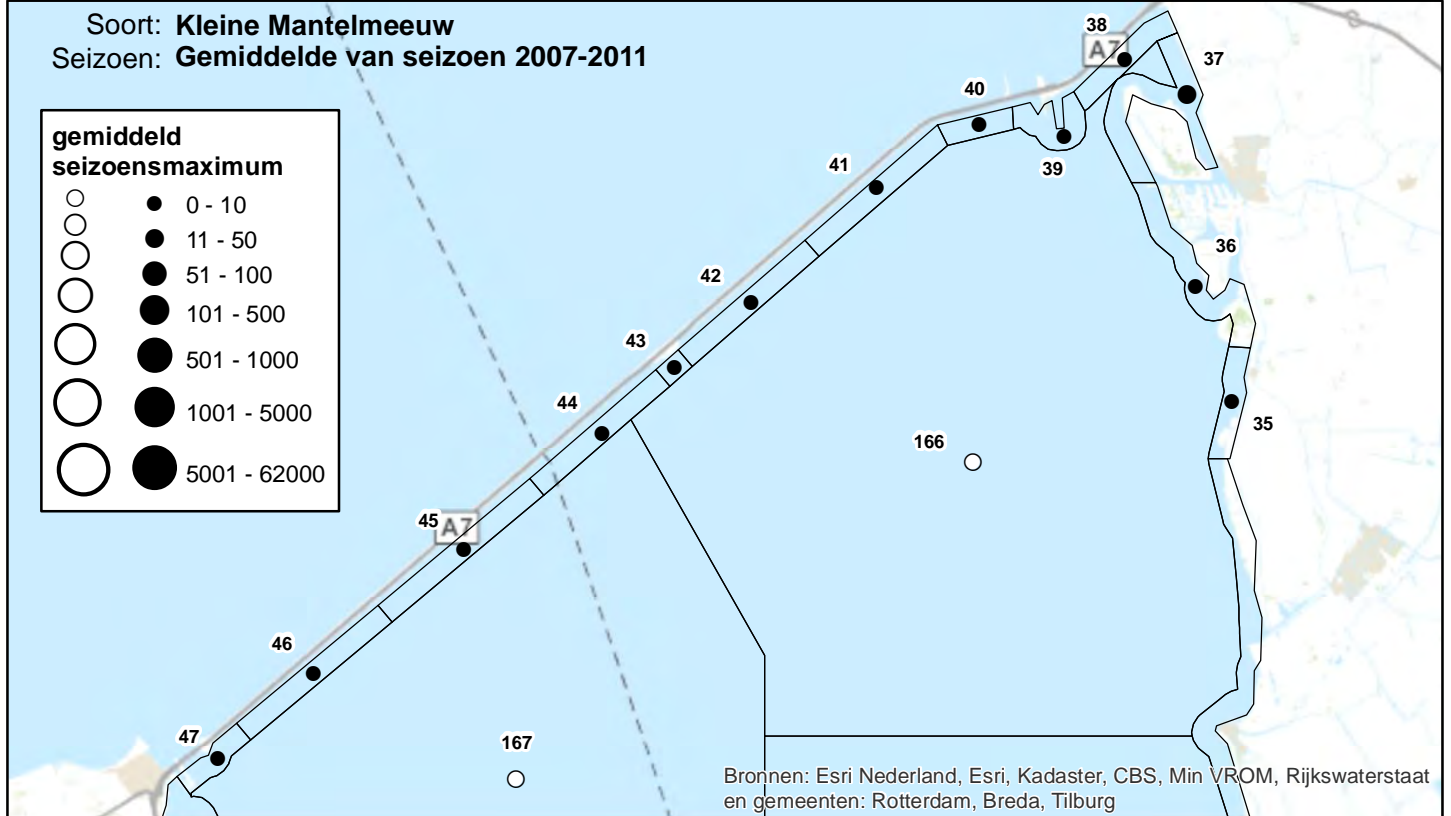 Soort: Kleine Mantelmeeuw
Seizoen: Gemiddelde van seizoen 2007-2011
gemiddeld
seizoensmaximum
0 - 10
11 - 50
51 - 100
101 - 500
501 - 1000
1001 - 5000
5001 - 62000
38
A7
37
40
39
41
36
42
43
35
44
166
45
A7
46
47
167
Bronnen: Esri Nederland, Esri, Kadaster, CBS, Min VROM, Rijkswaterstaat
en gemeenten: Rotterdam, Breda, Tilburg